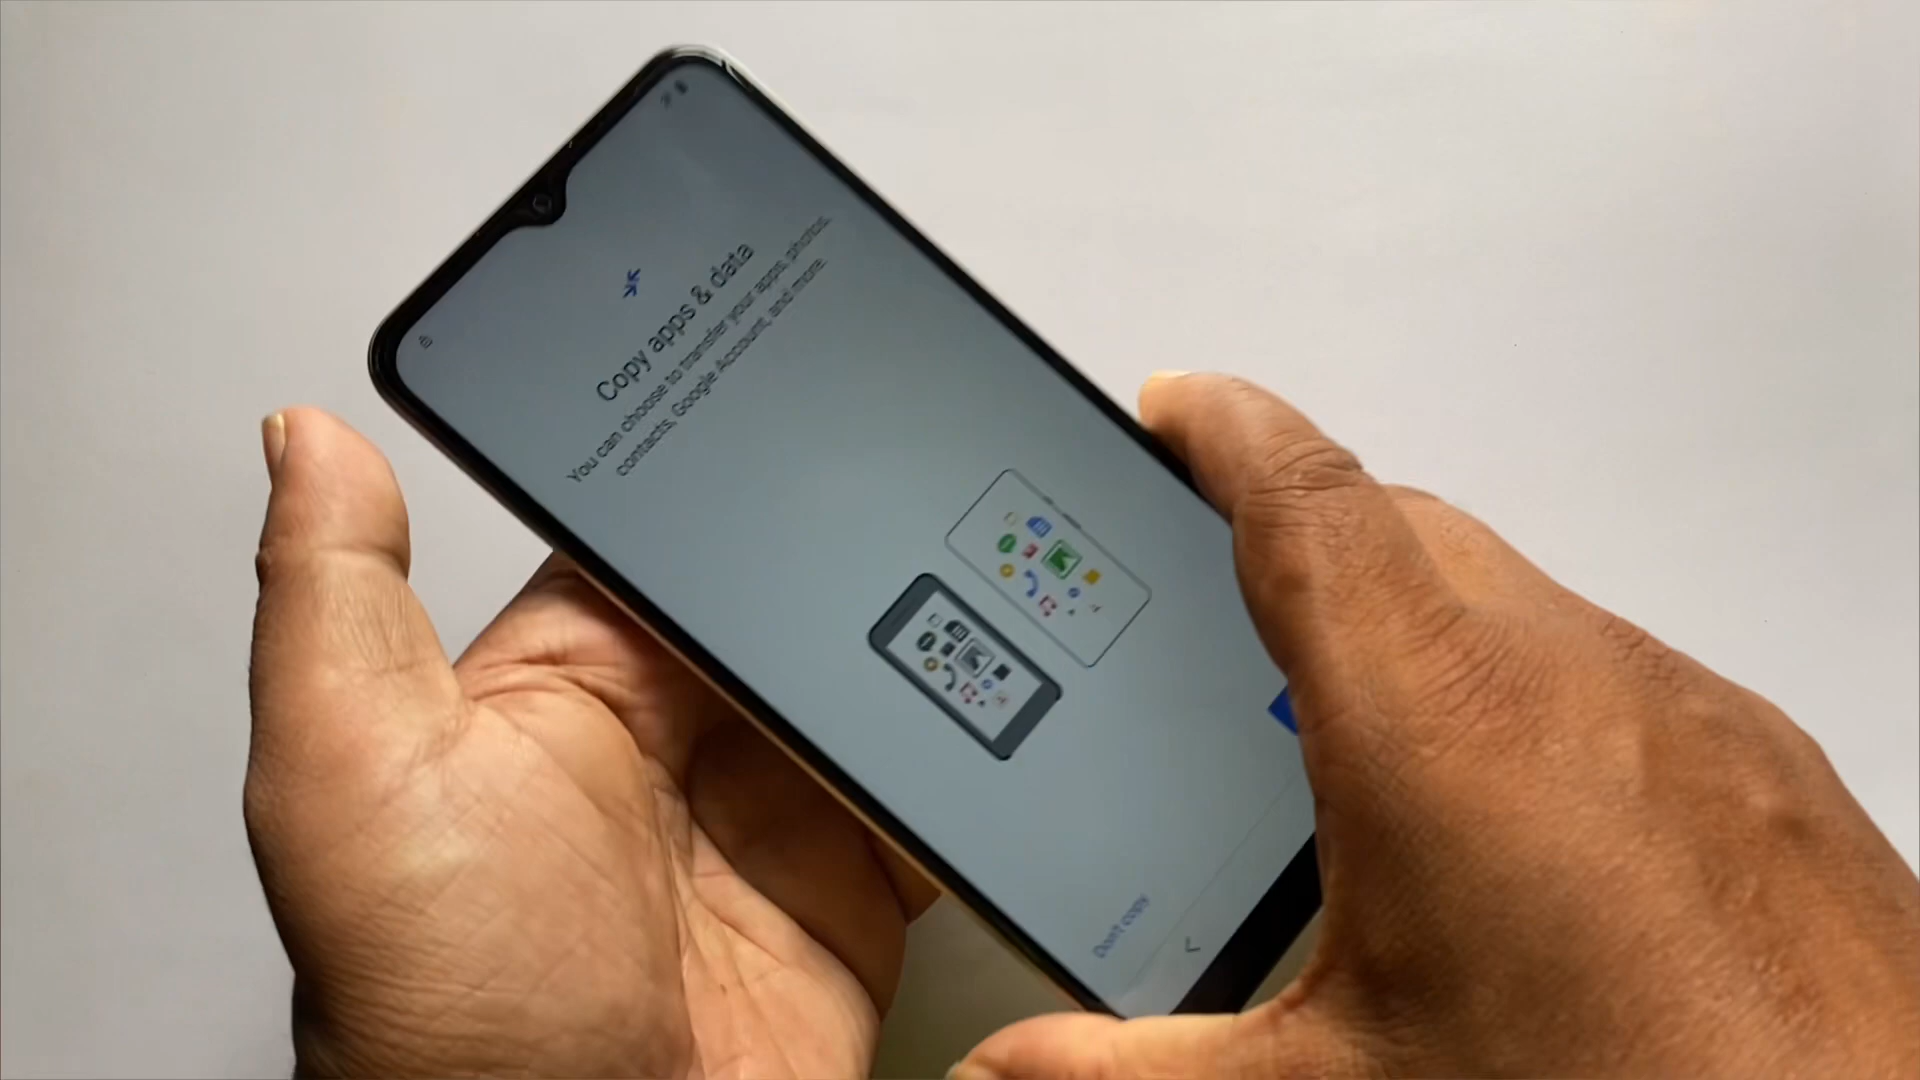 Copy apps & data
You can choose to transfer your apps, photos,
contacts, Google Account, and more.
Don't copy